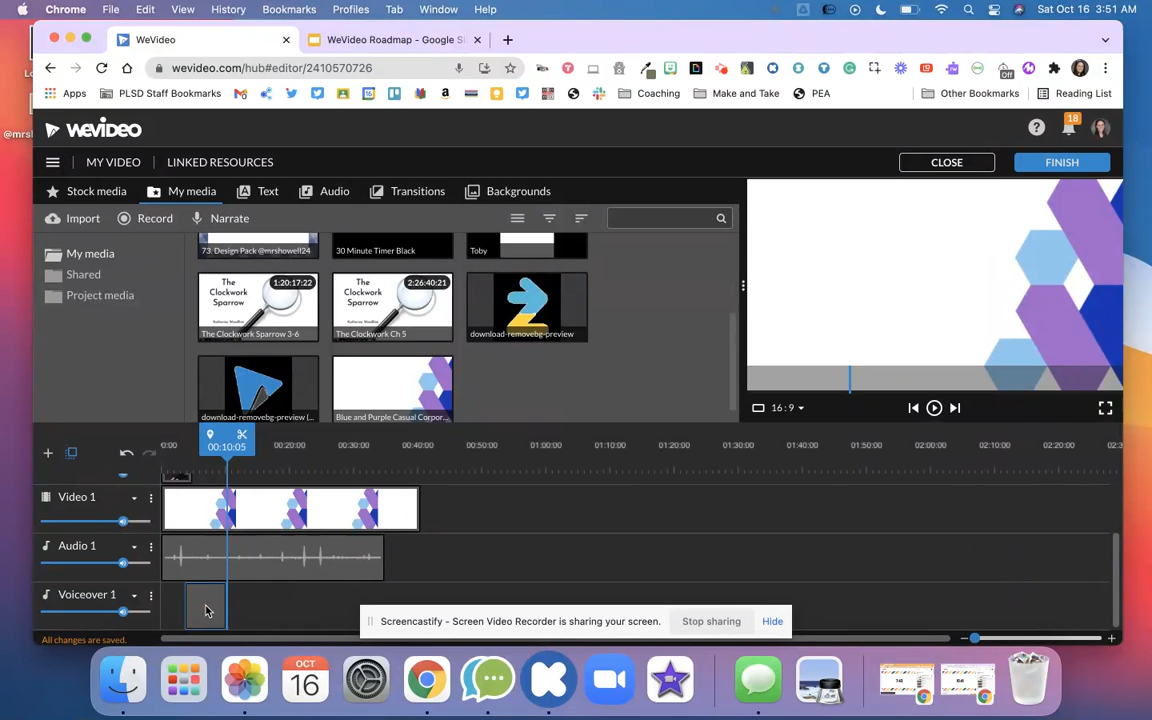 Chrome File Edit View History Bookmarks Profiles Tab Window Help Sat Oct 16 3:51 AM
WeVideo WeVideo Roadmap - Google Sl
wevideo.com/hub#editor/2410570726
Apps PLSD Staff Bookmarks Coaching Make and Take PEA Other Bookmarks Reading List
wevideo 18
MY VIDEO LINKED RESOURCES CLOSE FINISH
Stock media My media Text Audio Transitions Backgrounds
Import Record Narrate
My media
Shared
Project media
73. Design Pack @mrshowell24 30 Minute Timer Black Toby
The Clockwork Sparrow 1:20:17:22
The Clockwork Sparrow 2:26:40:21
The Clockwork Sparrow 3-6 The Clockwork Ch 5 download-removebg-preview
download-removebg-preview (... Blue and Purple Casual Corpor...
16:9
00:10:05
0:00 00:20:00 00:30:00 00:40:00 00:50:00 01:00:00 01:10:00 01:20:00 01:30:00 01:40:00 01:50:00 02:00:00 02:10:00 02:20:00 02:3
Video 1
Audio 1
Voiceover 1
All changes are saved.
Screencastify - Screen Video Recorder is sharing your screen. Stop sharing Hide
OCT
16